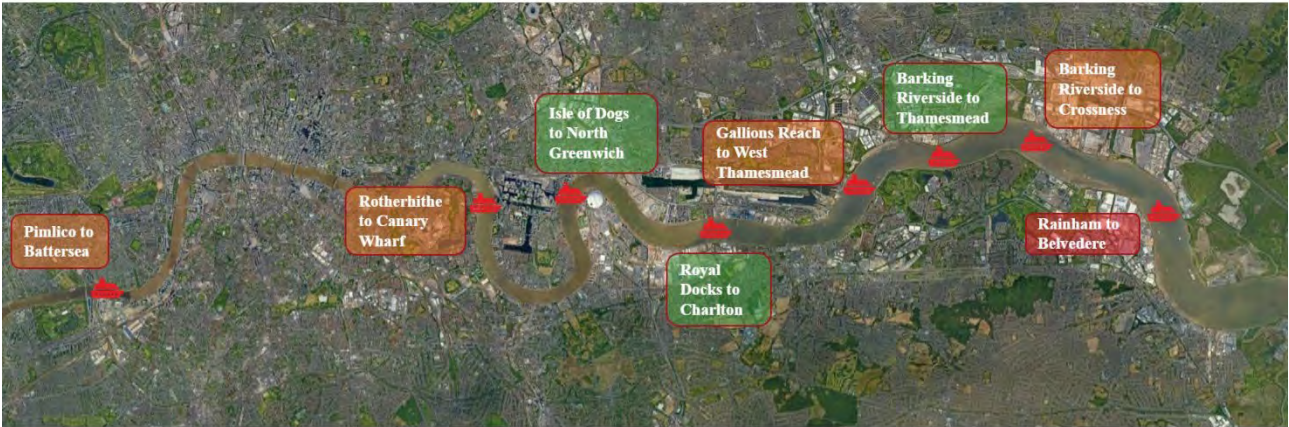 Pimlico to
Battersea
Rotherhithe
to Canary
Wharf
Isle of Dogs
to North
Greenwich
Royal
Docks to
Charlton
Gallions Reach
to West
Thamesmead
Barking
Riverside to
Thamesmead
Barking
Riverside to
Crossness
Rainham to
Belvedere